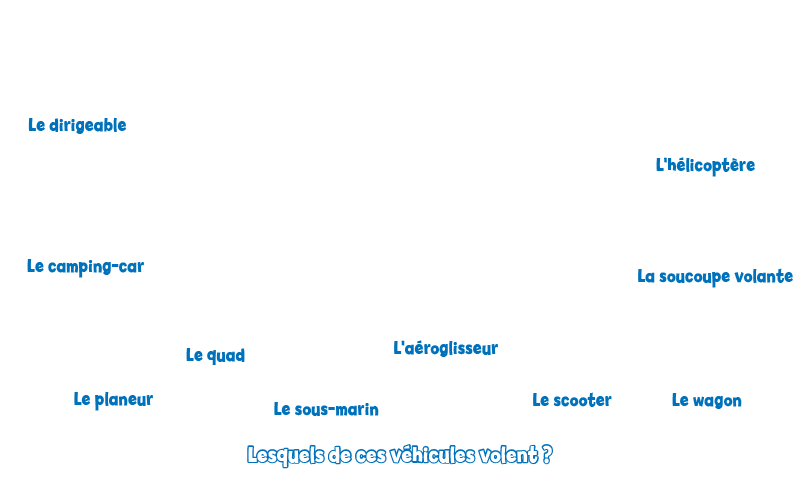 Le dirigeable
L'hélicoptère
Le camping-car
La soucoupe volante
Le quad
L'aéroglisseur
Le planeur
Le sous-marin
Le scooter
Le wagon
Lesquels de ces véhicules volent ?